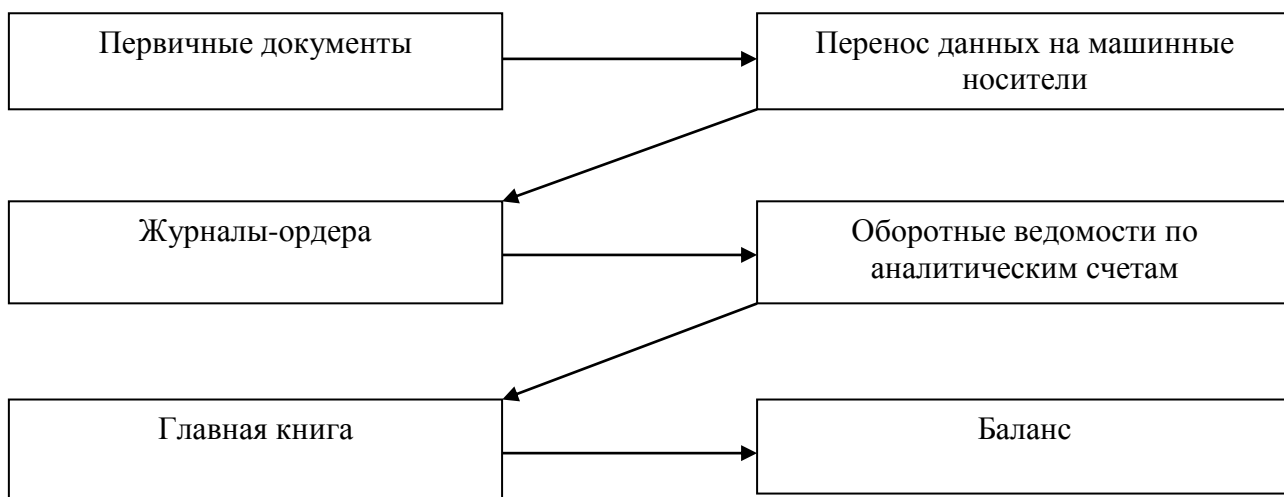 Первичные документы
Перенос данных на машинные
носители
Журналы-ордера
Оборотные ведомости по
аналитическим счетам
Главная книга
Баланс